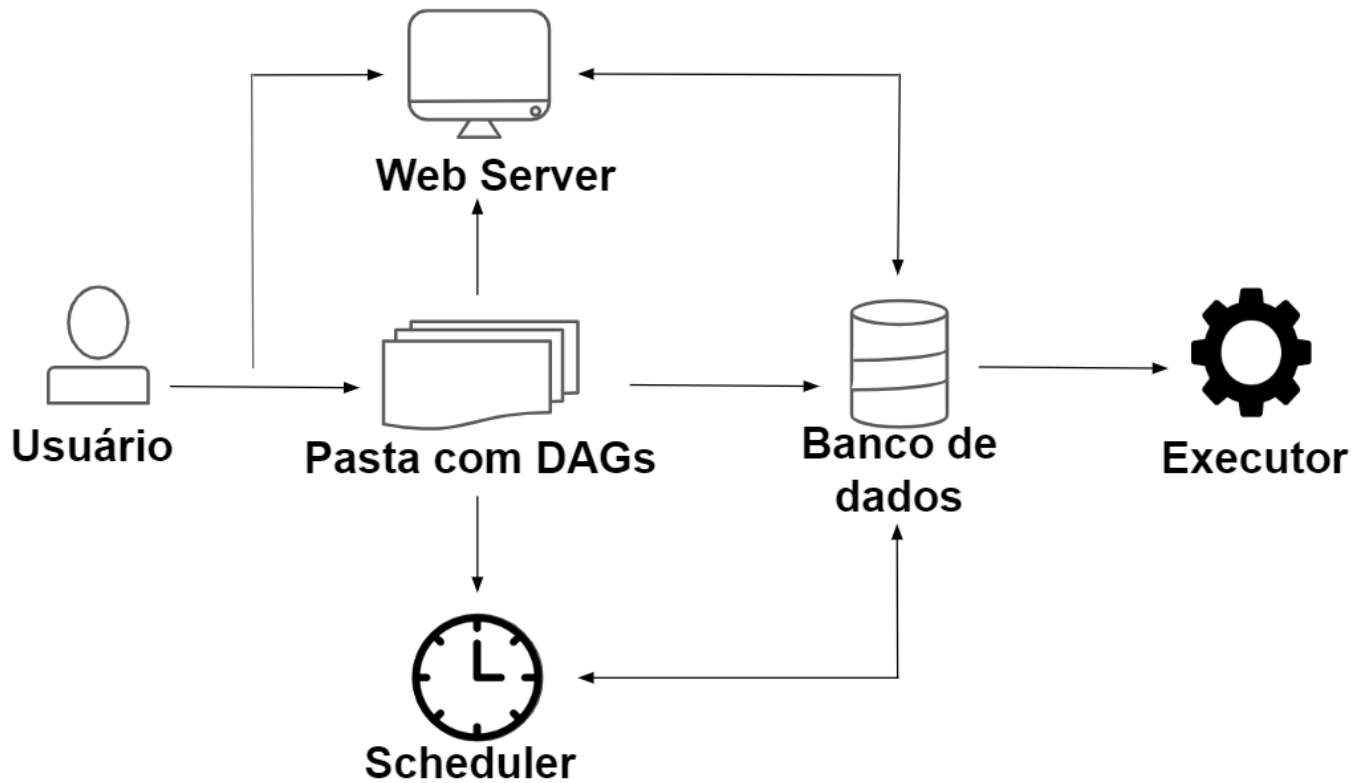 Web Server
Usuário
Pasta com DAGs
Banco de
dados
Executor
Scheduler